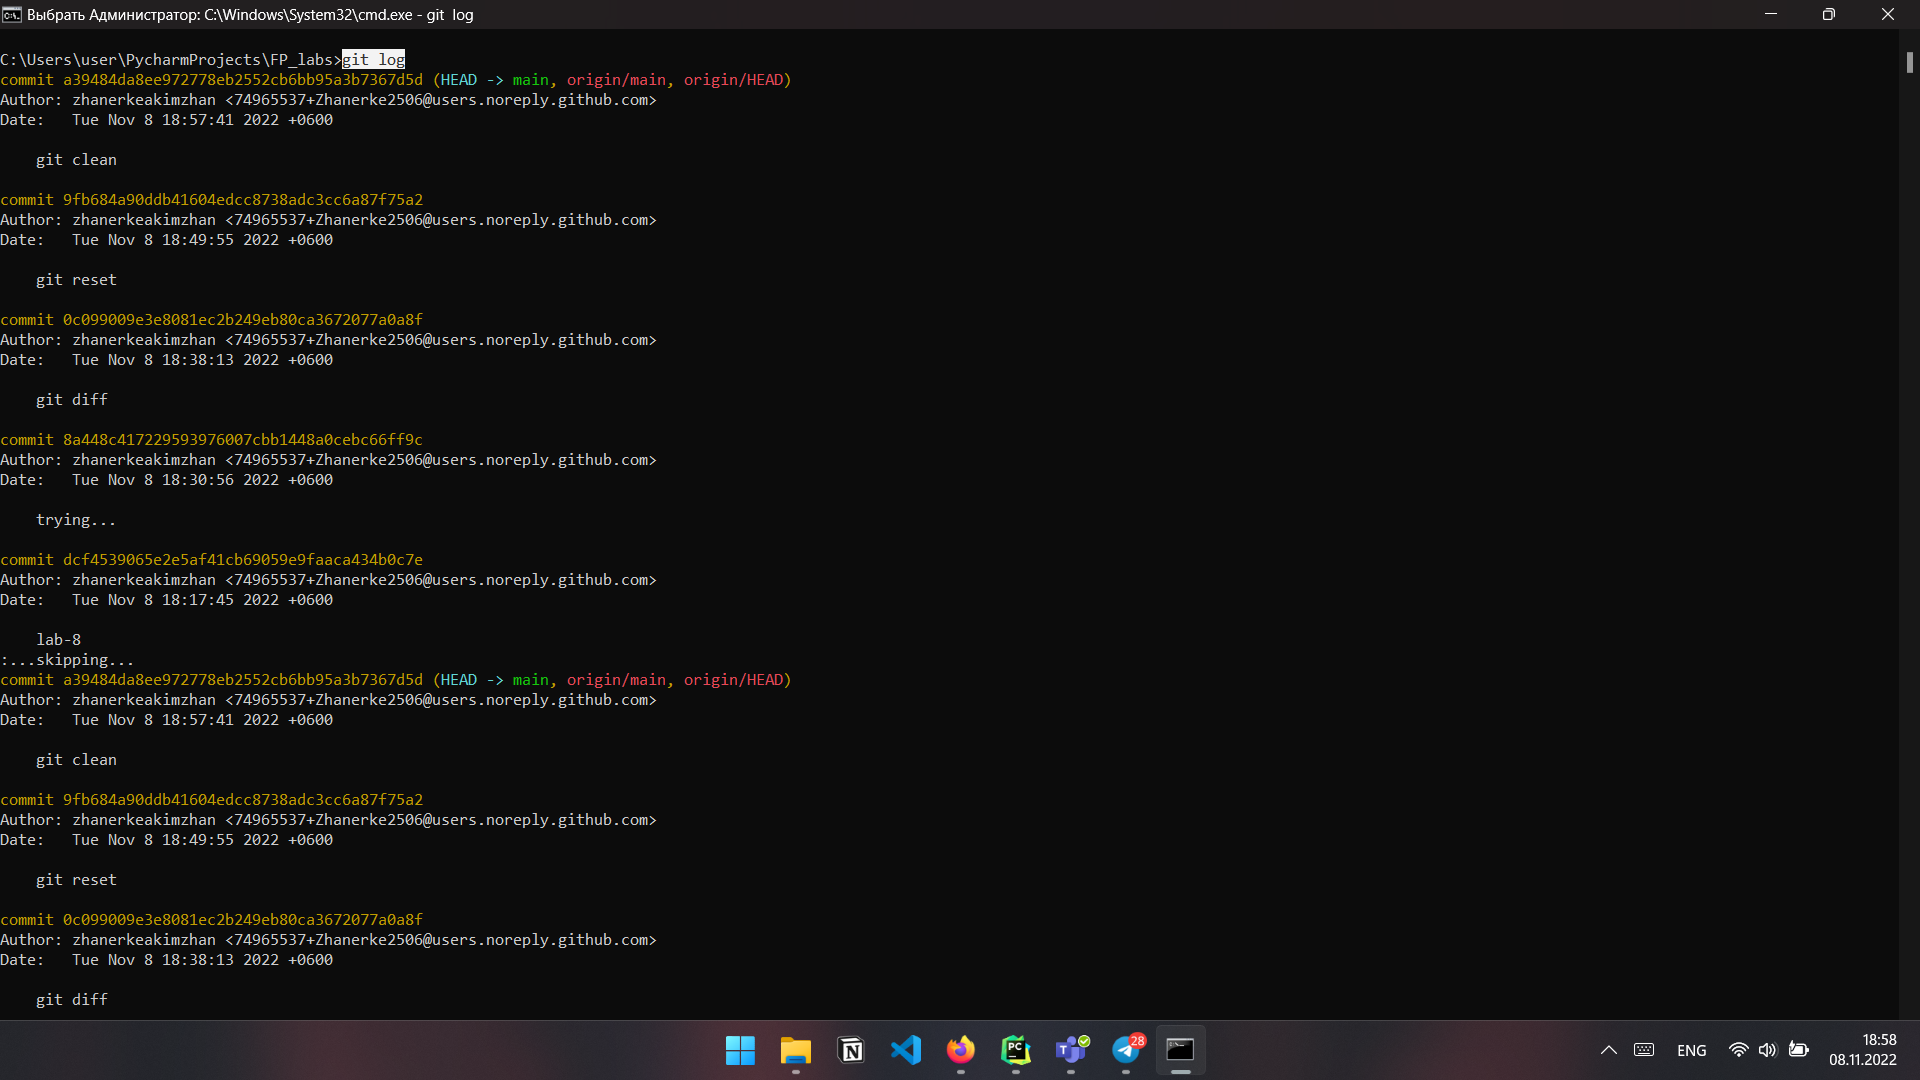 Выбрать Администратор: C:\Windows\System32\cmd.exe - git  log
C:\Users\user\PycharmProjects\FP_labs>git log
commit a39484da8ee972778eb2552cb6bb95a3b7367d5d (HEAD -> main, origin/main, origin/HEAD)
Author: zhanerkeakimzhan <74965537+Zhanerke2506@users.noreply.github.com>
Date:   Tue Nov 8 18:57:41 2022 +0600
    git clean
commit 9fb684a90ddb41604edcc8738adc3cc6a87f75a2
Author: zhanerkeakimzhan <74965537+Zhanerke2506@users.noreply.github.com>
Date:   Tue Nov 8 18:49:55 2022 +0600
    git reset
commit 0c099009e3e8081ec2b249eb80ca3672077a0a8f
Author: zhanerkeakimzhan <74965537+Zhanerke2506@users.noreply.github.com>
Date:   Tue Nov 8 18:38:13 2022 +0600
    git diff
commit 8a448c417229593976007cbb1448a0cebc66ff9c
Author: zhanerkeakimzhan <74965537+Zhanerke2506@users.noreply.github.com>
Date:   Tue Nov 8 18:30:56 2022 +0600
    trying...
commit dcf4539065e2e5af41cb69059e9faaca434b0c7e
Author: zhanerkeakimzhan <74965537+Zhanerke2506@users.noreply.github.com>
Date:   Tue Nov 8 18:17:45 2022 +0600
    lab-8
:...skipping...
commit a39484da8ee972778eb2552cb6bb95a3b7367d5d (HEAD -> main, origin/main, origin/HEAD)
Author: zhanerkeakimzhan <74965537+Zhanerke2506@users.noreply.github.com>
Date:   Tue Nov 8 18:57:41 2022 +0600
    git clean
commit 9fb684a90ddb41604edcc8738adc3cc6a87f75a2
Author: zhanerkeakimzhan <74965537+Zhanerke2506@users.noreply.github.com>
Date:   Tue Nov 8 18:49:55 2022 +0600
    git reset
commit 0c099009e3e8081ec2b249eb80ca3672077a0a8f
Author: zhanerkeakimzhan <74965537+Zhanerke2506@users.noreply.github.com>
Date:   Tue Nov 8 18:38:13 2022 +0600
    git diff
PC
28
ENG
18:58
08.11.2022